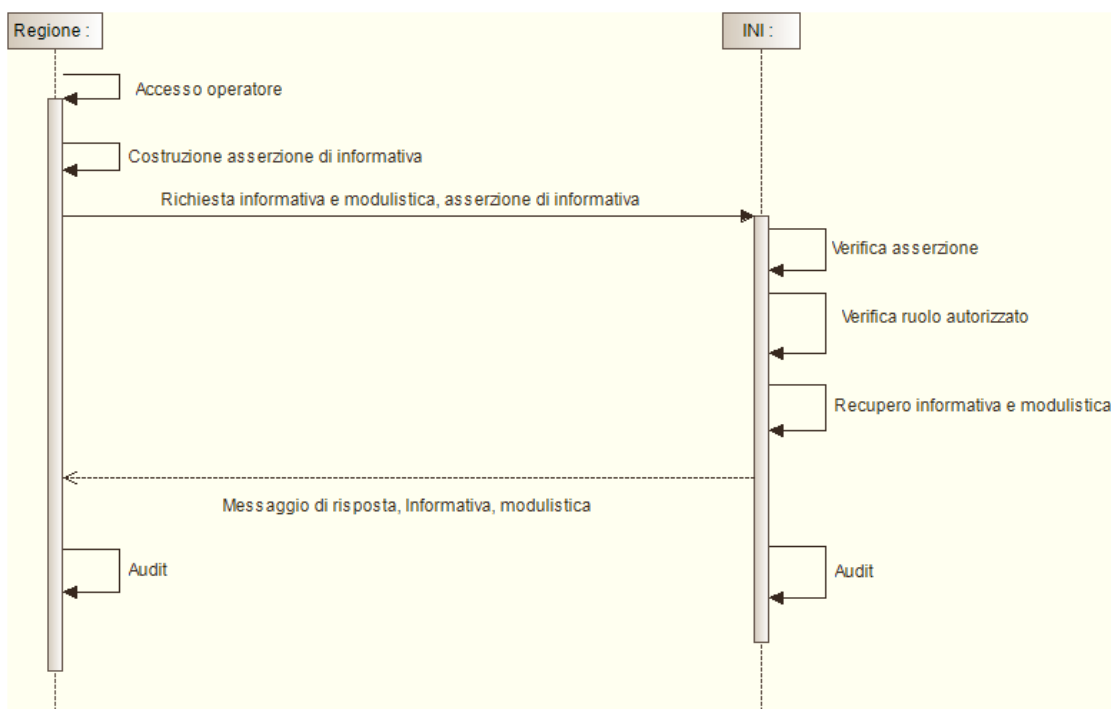 Regione :
INI :
Accesso operatore
Costruzione asserzione di informativa
Richiesta informativa e modulistica, asserzione di informativa
Verifica asserzione
Verifica ruolo autorizzato
Recupero informativa e modulistica
Messaggio di risposta, Informativa, modulistica
Audit
Audit